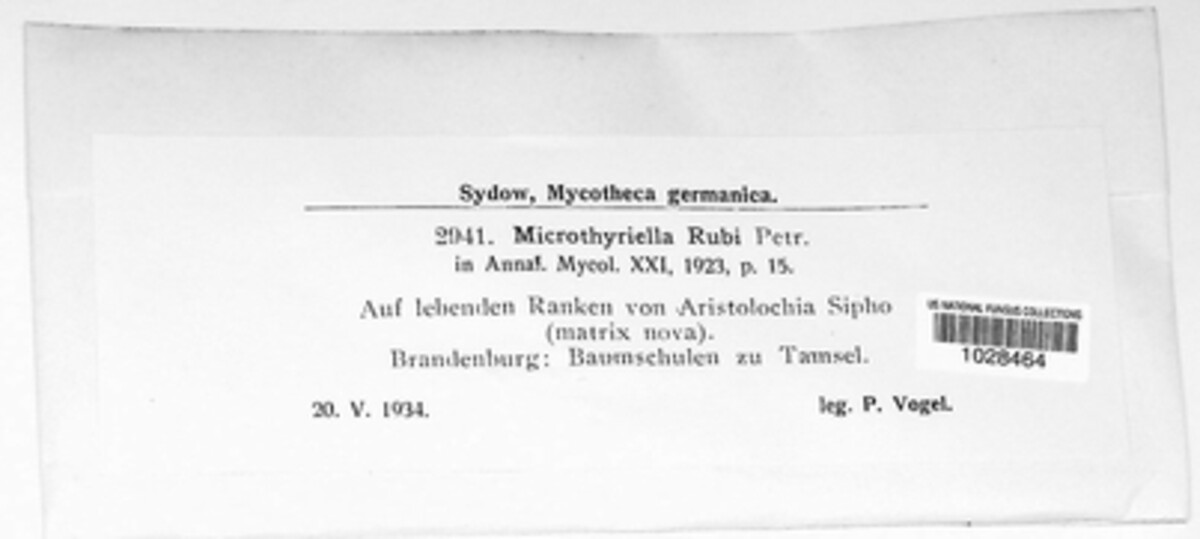 Sydow, Mycotheca germanica.
2941. Microthyriella Rubi Petr.
in Annal. Mycol. XXI, 1923, p. 15.
Auf lebenden Ranken von Aristolochia Sipho
(matrix nova).
Brandenburg: Baumschulen zu Tamsel.
20. V. 1934. leg. P. Vogel.
US NATIONAL FUNGUS COLLECTIONS
1028464